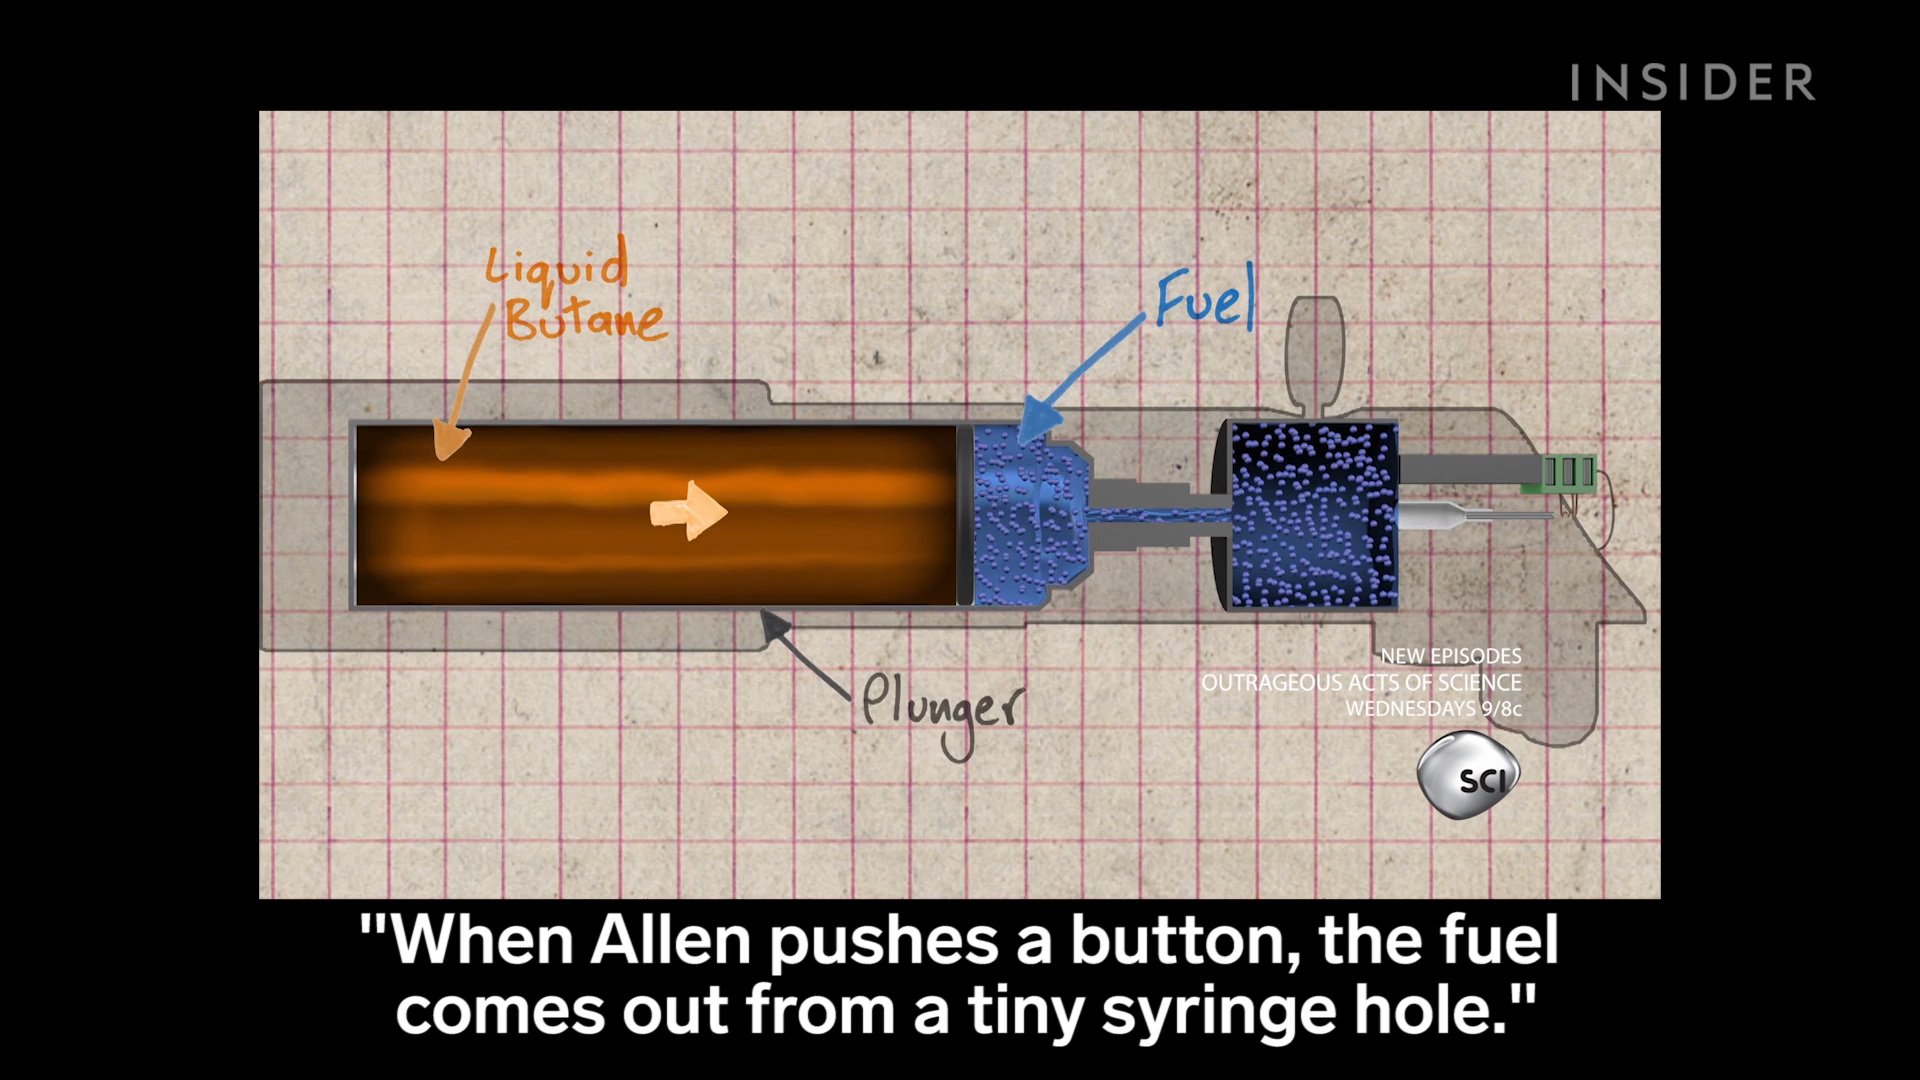 INSIDER
Liquid
Butane
Fuel
Plunger
NEW EPISODES
OUTRAGEOUS ACTS OF SCIENCE
WEDNESDAYS 9/8c
SCI
"When Allen pushes a button, the fuel
comes out from a tiny syringe hole."